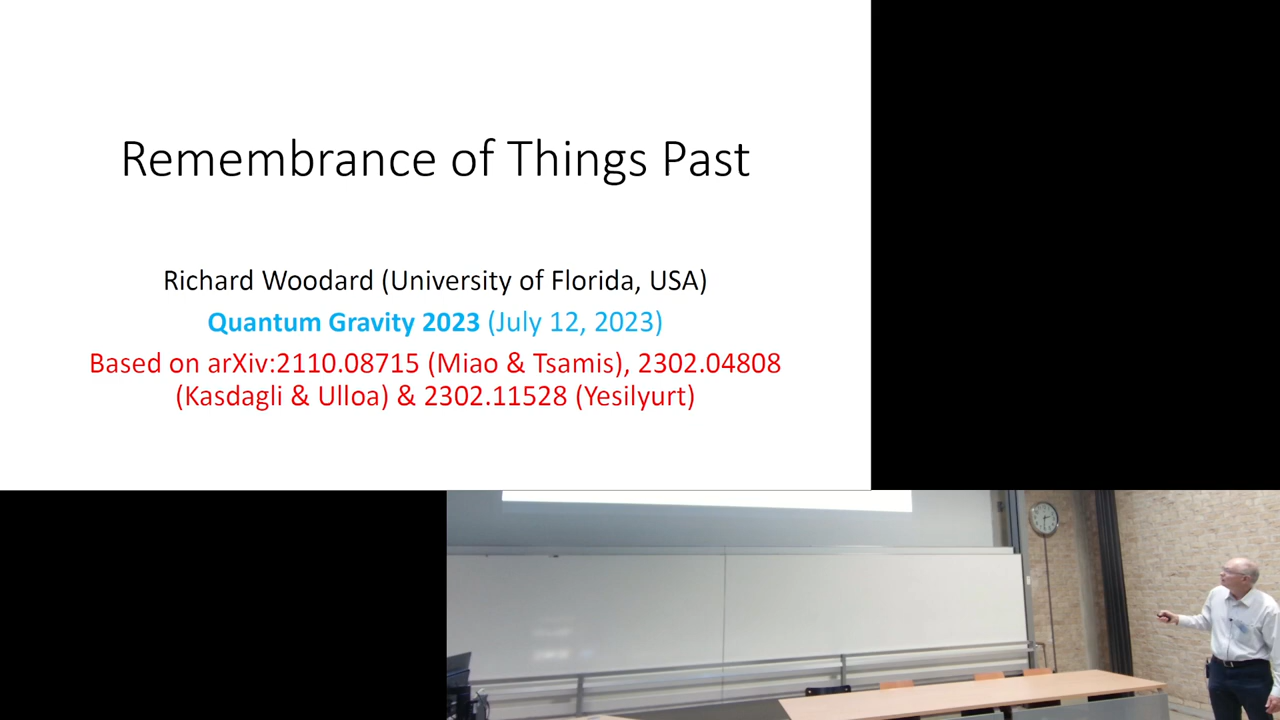 Remembrance of Things Past
Richard Woodard (University of Florida, USA)
Quantum Gravity 2023 (July 12, 2023)
Based on arXiv:2110.08715 (Miao & Tsamis), 2302.04808
(Kasdagli & Ulloa) & 2302.11528 (Yesilyurt)